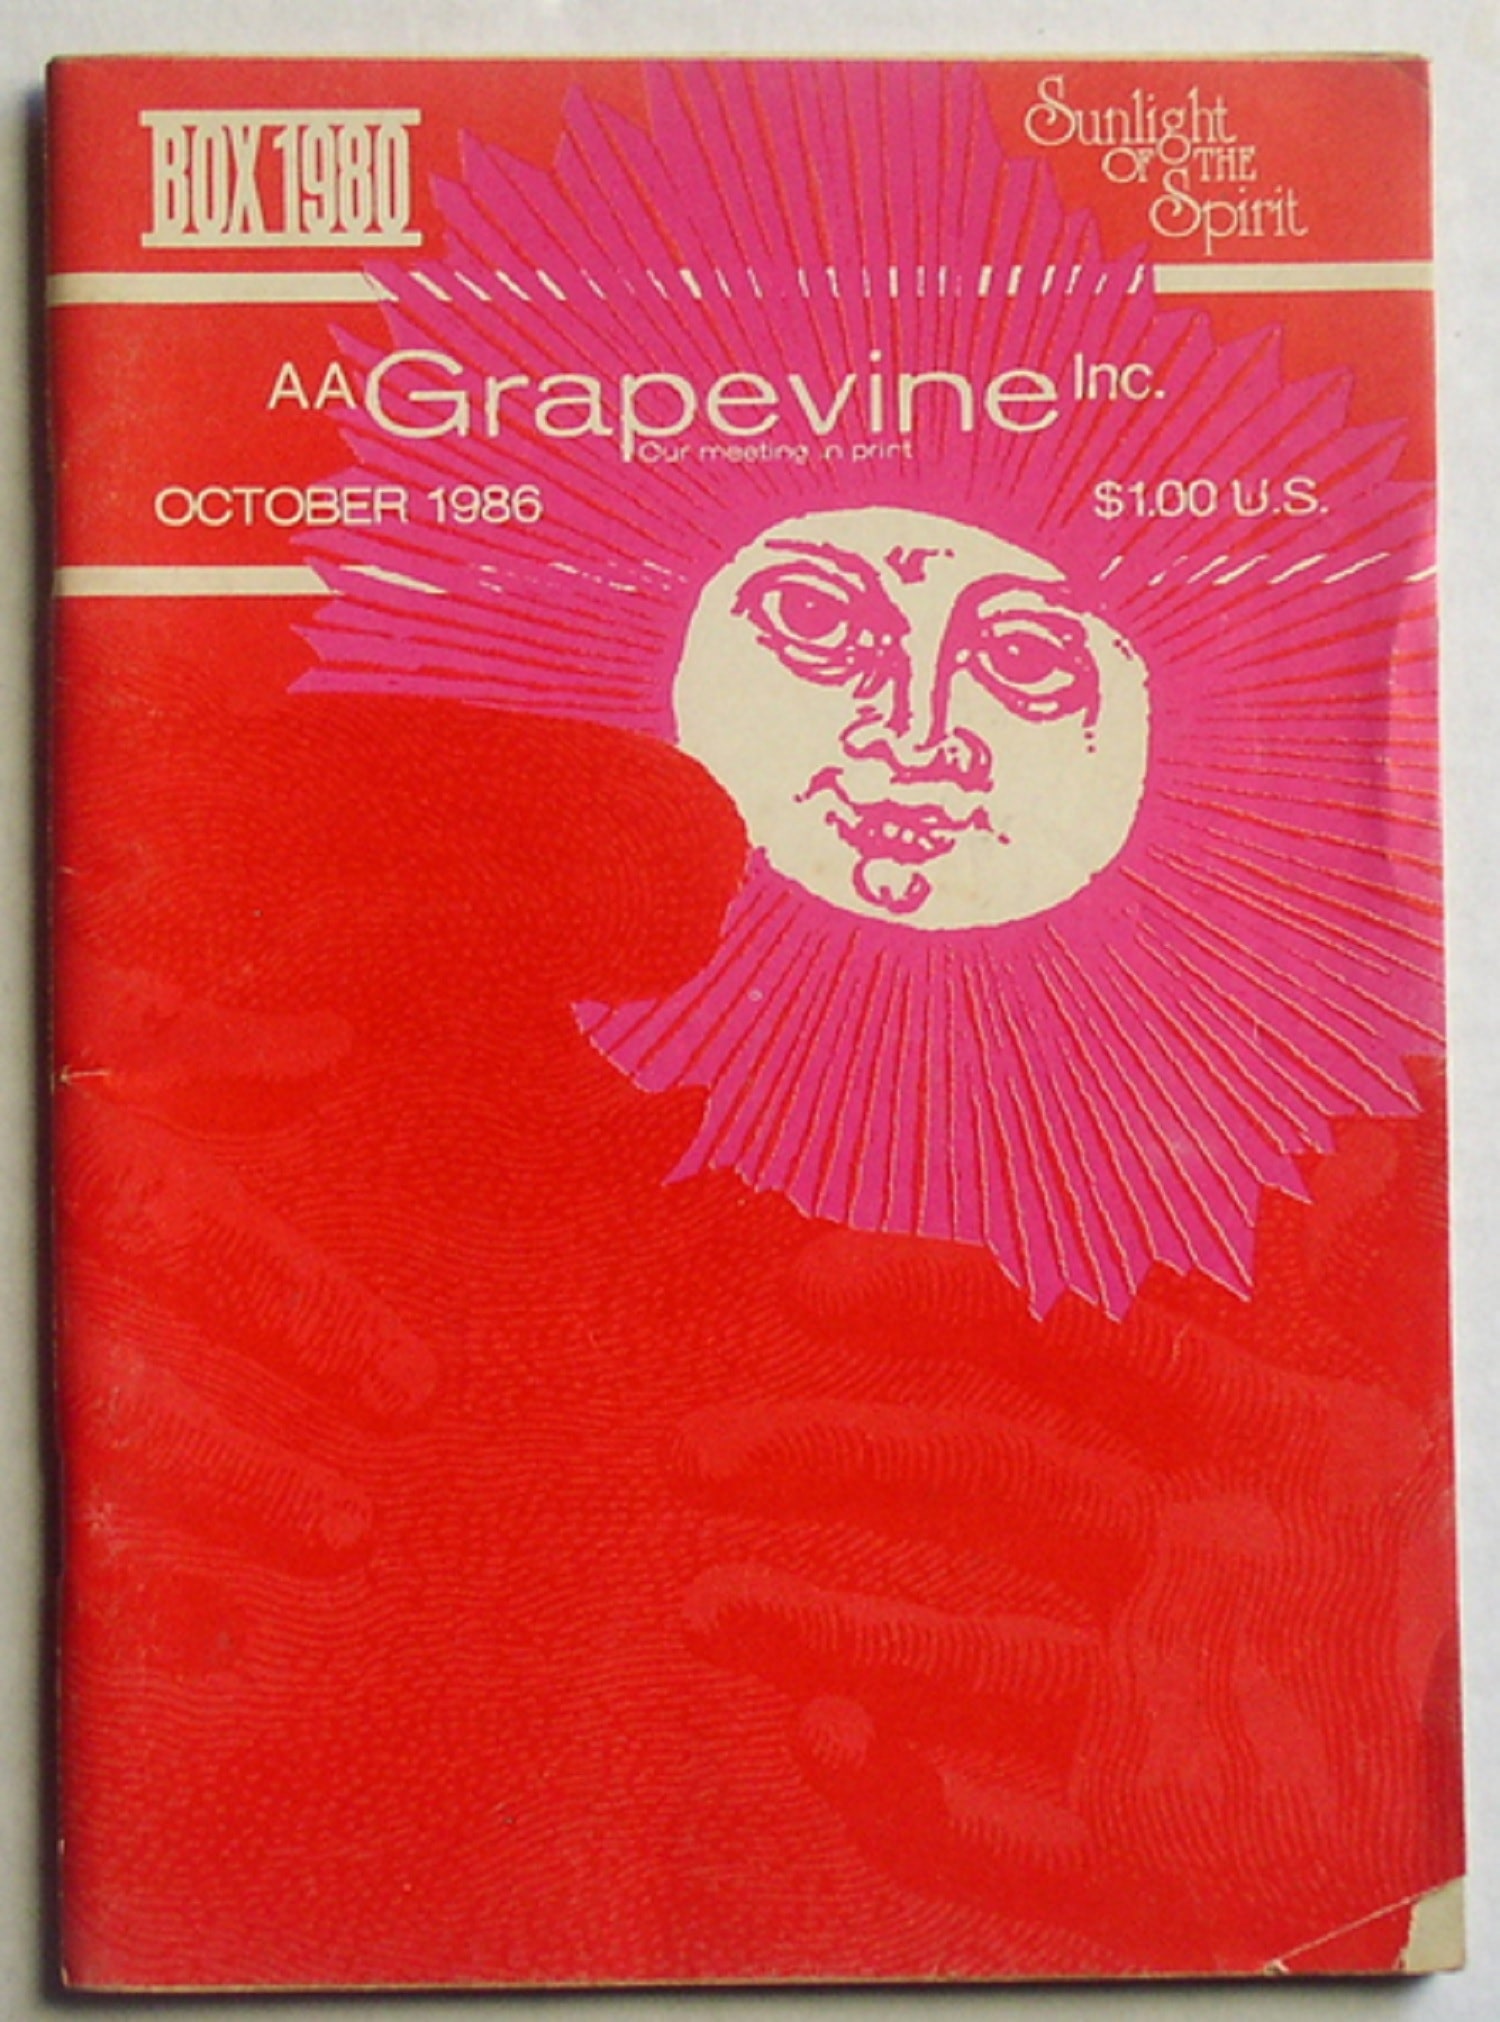 BOX 1980
Sunlight
OF THE
Spirit
AA Grapevine Inc.
Our meeting in print
OCTOBER 1986
$1.00 U.S.